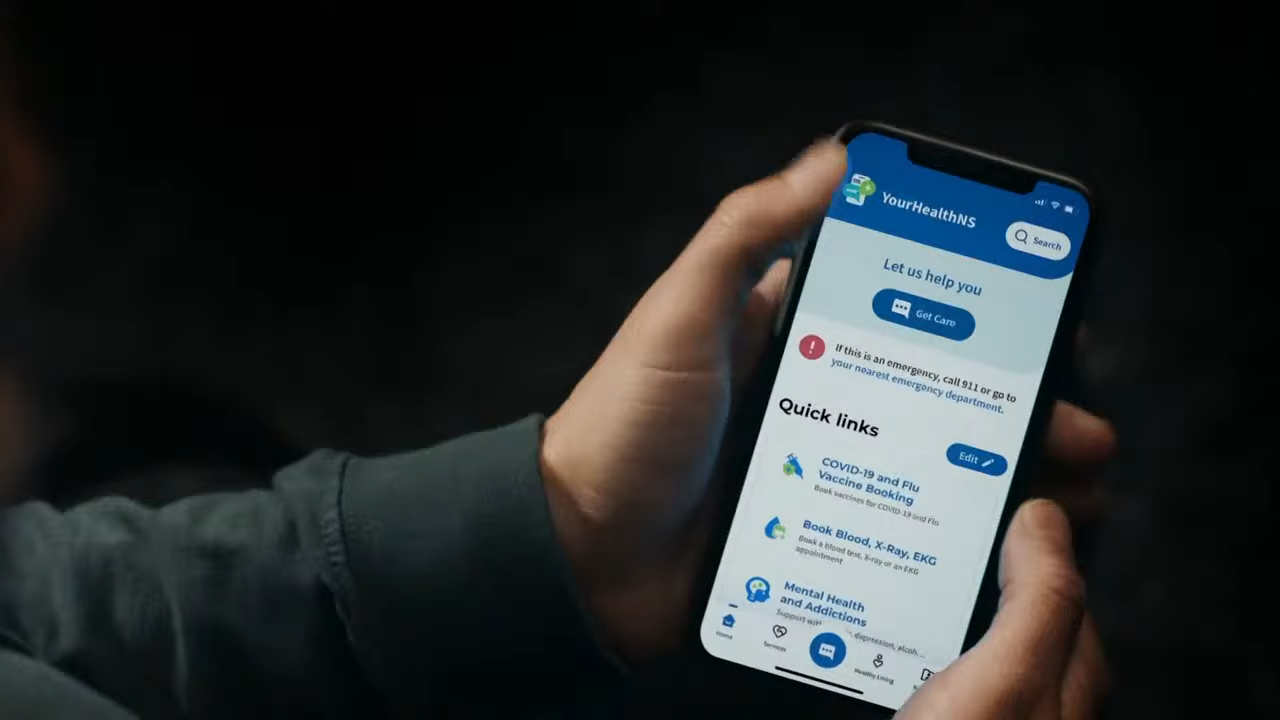 YourHealthNS
Search
Let us help you
Get Care
If this is an emergency, call 911 or go to
your nearest emergency department.
Quick links
Edit
COVID-19 and Flu
Vaccine Booking
Book vaccines for COVID-19 and Flu
Book Blood, X-Ray, EKG
Book a blood test, X-ray or an EKG
appointment
Mental Health
and Addictions
Support depression, alcoh...
Home
Services
Healthy Living